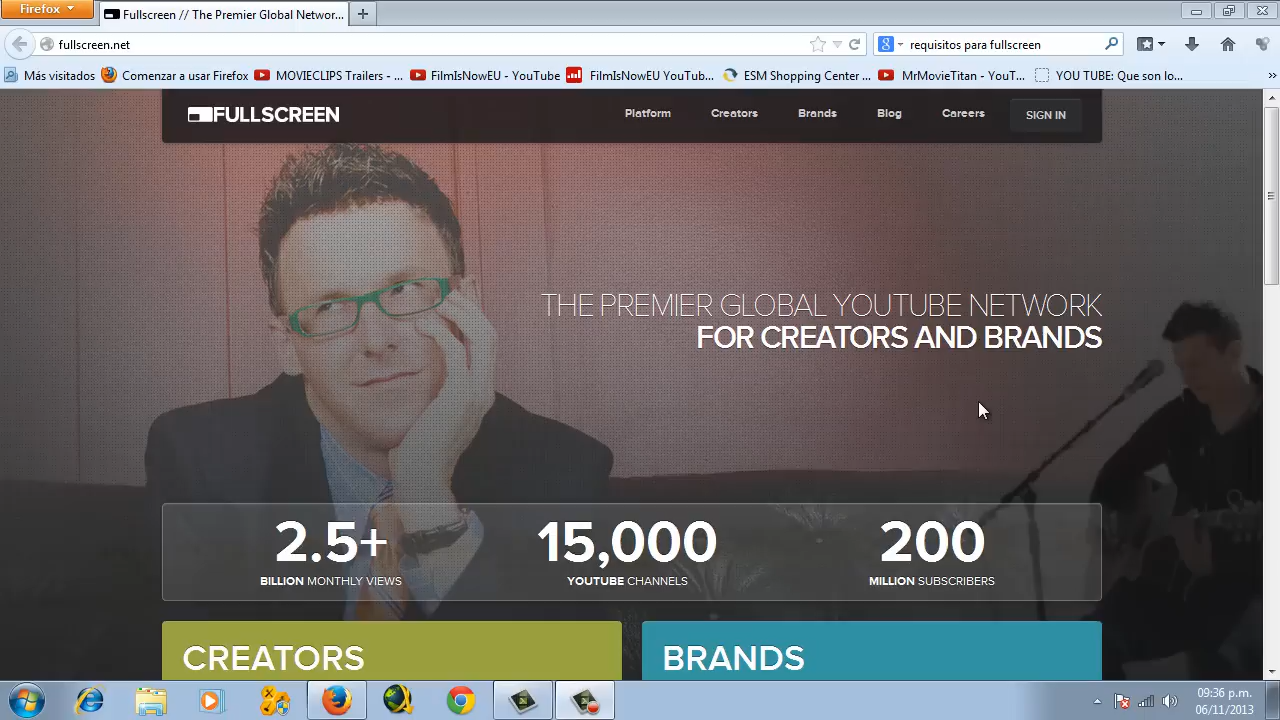 Firefox
Fullscreen // The Premier Global Networ...
fullscreen.net
requisitos para fullscreen
Más visitados
Comenzar a usar Firefox
MOVIECLIPS Trailers - ...
FilmIsNowEU - YouTube
FilmIsNowEU YouTub...
ESM Shopping Center ...
MrMovieTitan - YouT...
YOU TUBE: Que son lo...
FULLSCREEN
Platform
Creators
Brands
Blog
Careers
SIGN IN
THE PREMIER GLOBAL YOUTUBE NETWORK
FOR CREATORS AND BRANDS
2.5+
BILLION MONTHLY VIEWS
15,000
YOUTUBE CHANNELS
200
MILLION SUBSCRIBERS
CREATORS
BRANDS
09:36 p.m.
06/11/2013